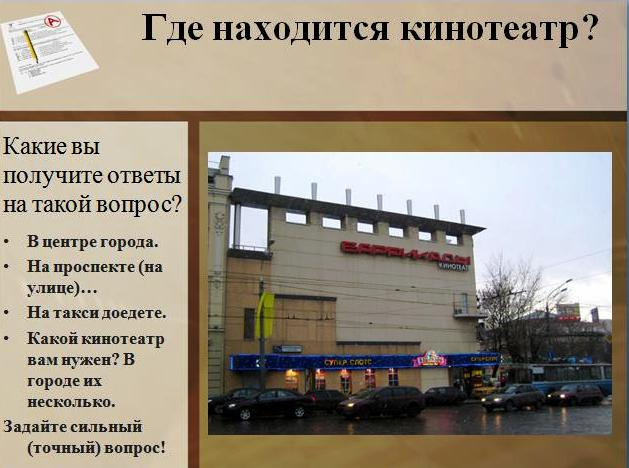 Где находится кинотеатр?
Какие вы
получите ответы
на такой вопрос?
• В центре города.
• На проспекте (на
улице)…
• На такси доедете.
• Какой кинотеатр
вам нужен? В
городе их
несколько.
Задайте сильный
(точный) вопрос!
БАРРИКАДЫ
КИНОТЕАТР
СУПЕР СЛОТС